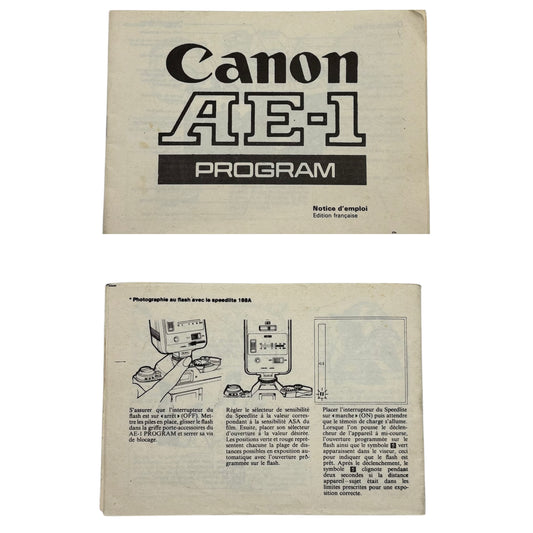 Canon
AE-1
PROGRAM
Notice d'emploi
Edition française
* Photographie au flash avec le speedlite 188A
S'assurer que l'interrupteur du
flash est sur «arrêt» (OFF). Met-
tre les piles en place, glisser le flash
dans la griffe porte-accessoires du
AE-1 PROGRAM et serrer sa vis
de blocage.
Régler le sélecteur de sensibilité
du Speedlite à la valeur corres-
pondant à la sensibilité ASA du
film. Ensuite, placer son sélecteur
d'ouverture à la valeur désirée.
Les positions verte et rouge repré-
sentent chacune la plage de dis-
tances possibles en exposition au-
tomatique avec l'ouverture pro-
grammée sur le flash.
Placer l'interrupteur du Speedlite
sur «marche» (ON) puis attendre
que le témoin de charge s'allume.
Lorsque l'on pousse le déclen-
cheur de l'appareil à mi-course,
l'ouverture programmée sur le
flash ainsi que le symbole vert
apparaissent dans le viseur, ceci
pour indiquer que le flash est
prêt. Après le déclenchement, le
symbole clignote pendant
deux secondes si la distance
appareil-sujet était dans les
limites prescrites pour une expo-
sition correcte.